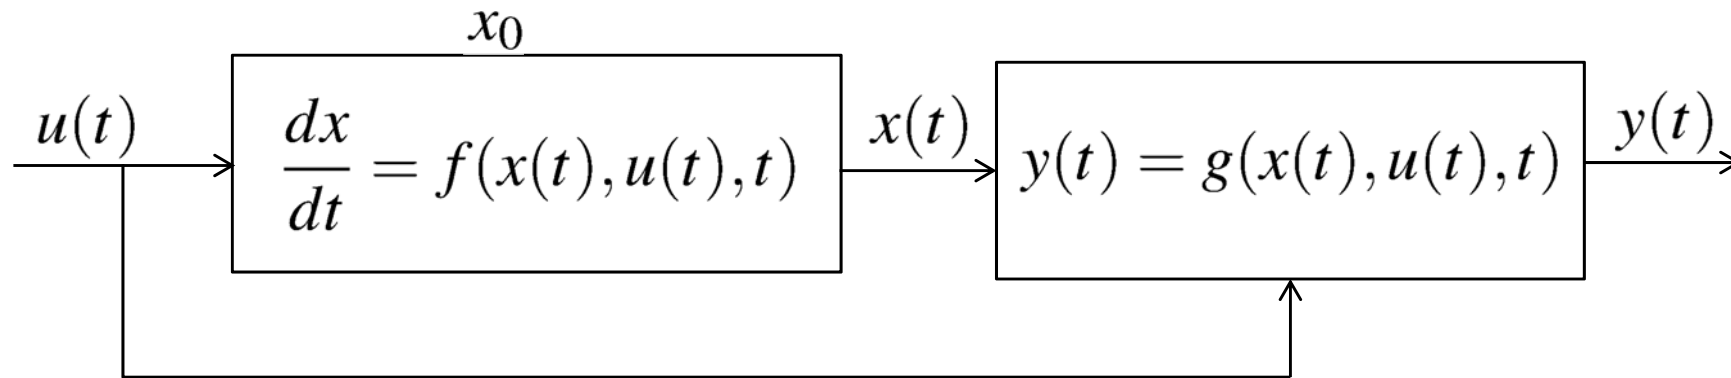 x₀
u(t)
dx/dt = f(x(t), u(t), t)
x(t)
y(t) = g(x(t), u(t), t)
y(t)